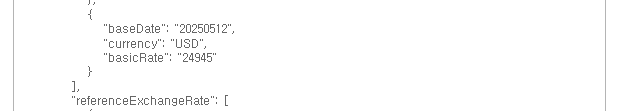 },
{
"baseDate": "20250512",
"currency": "USD",
"basicRate": "24945"
}
],
"referenceExchangeRate": [
{